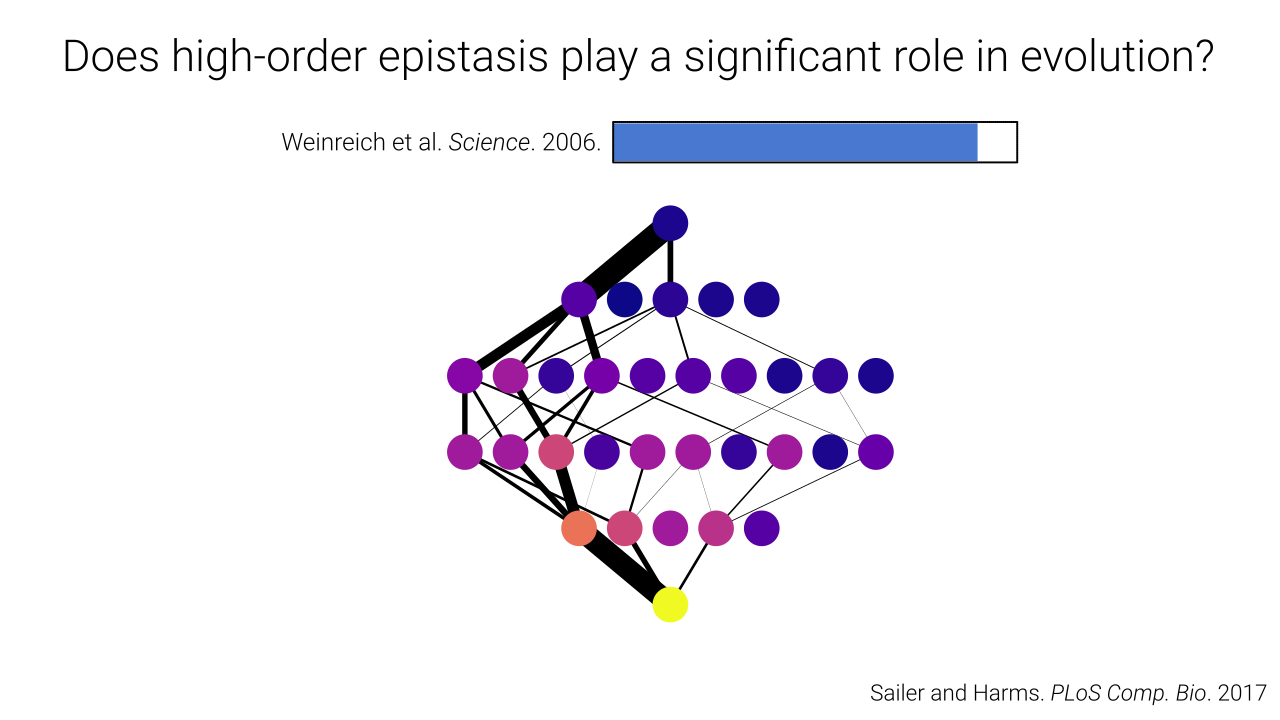 Does high-order epistasis play a significant role in evolution?
Weinreich et al. Science. 2006.
Sailer and Harms. PLoS Comp. Bio. 2017